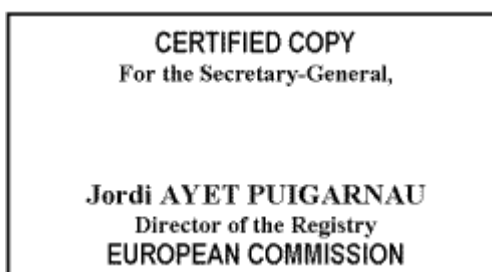 CERTIFIED COPY
For the Secretary-General,
Jordi AYET PUIGARNAU
Director of the Registry
EUROPEAN COMMISSION